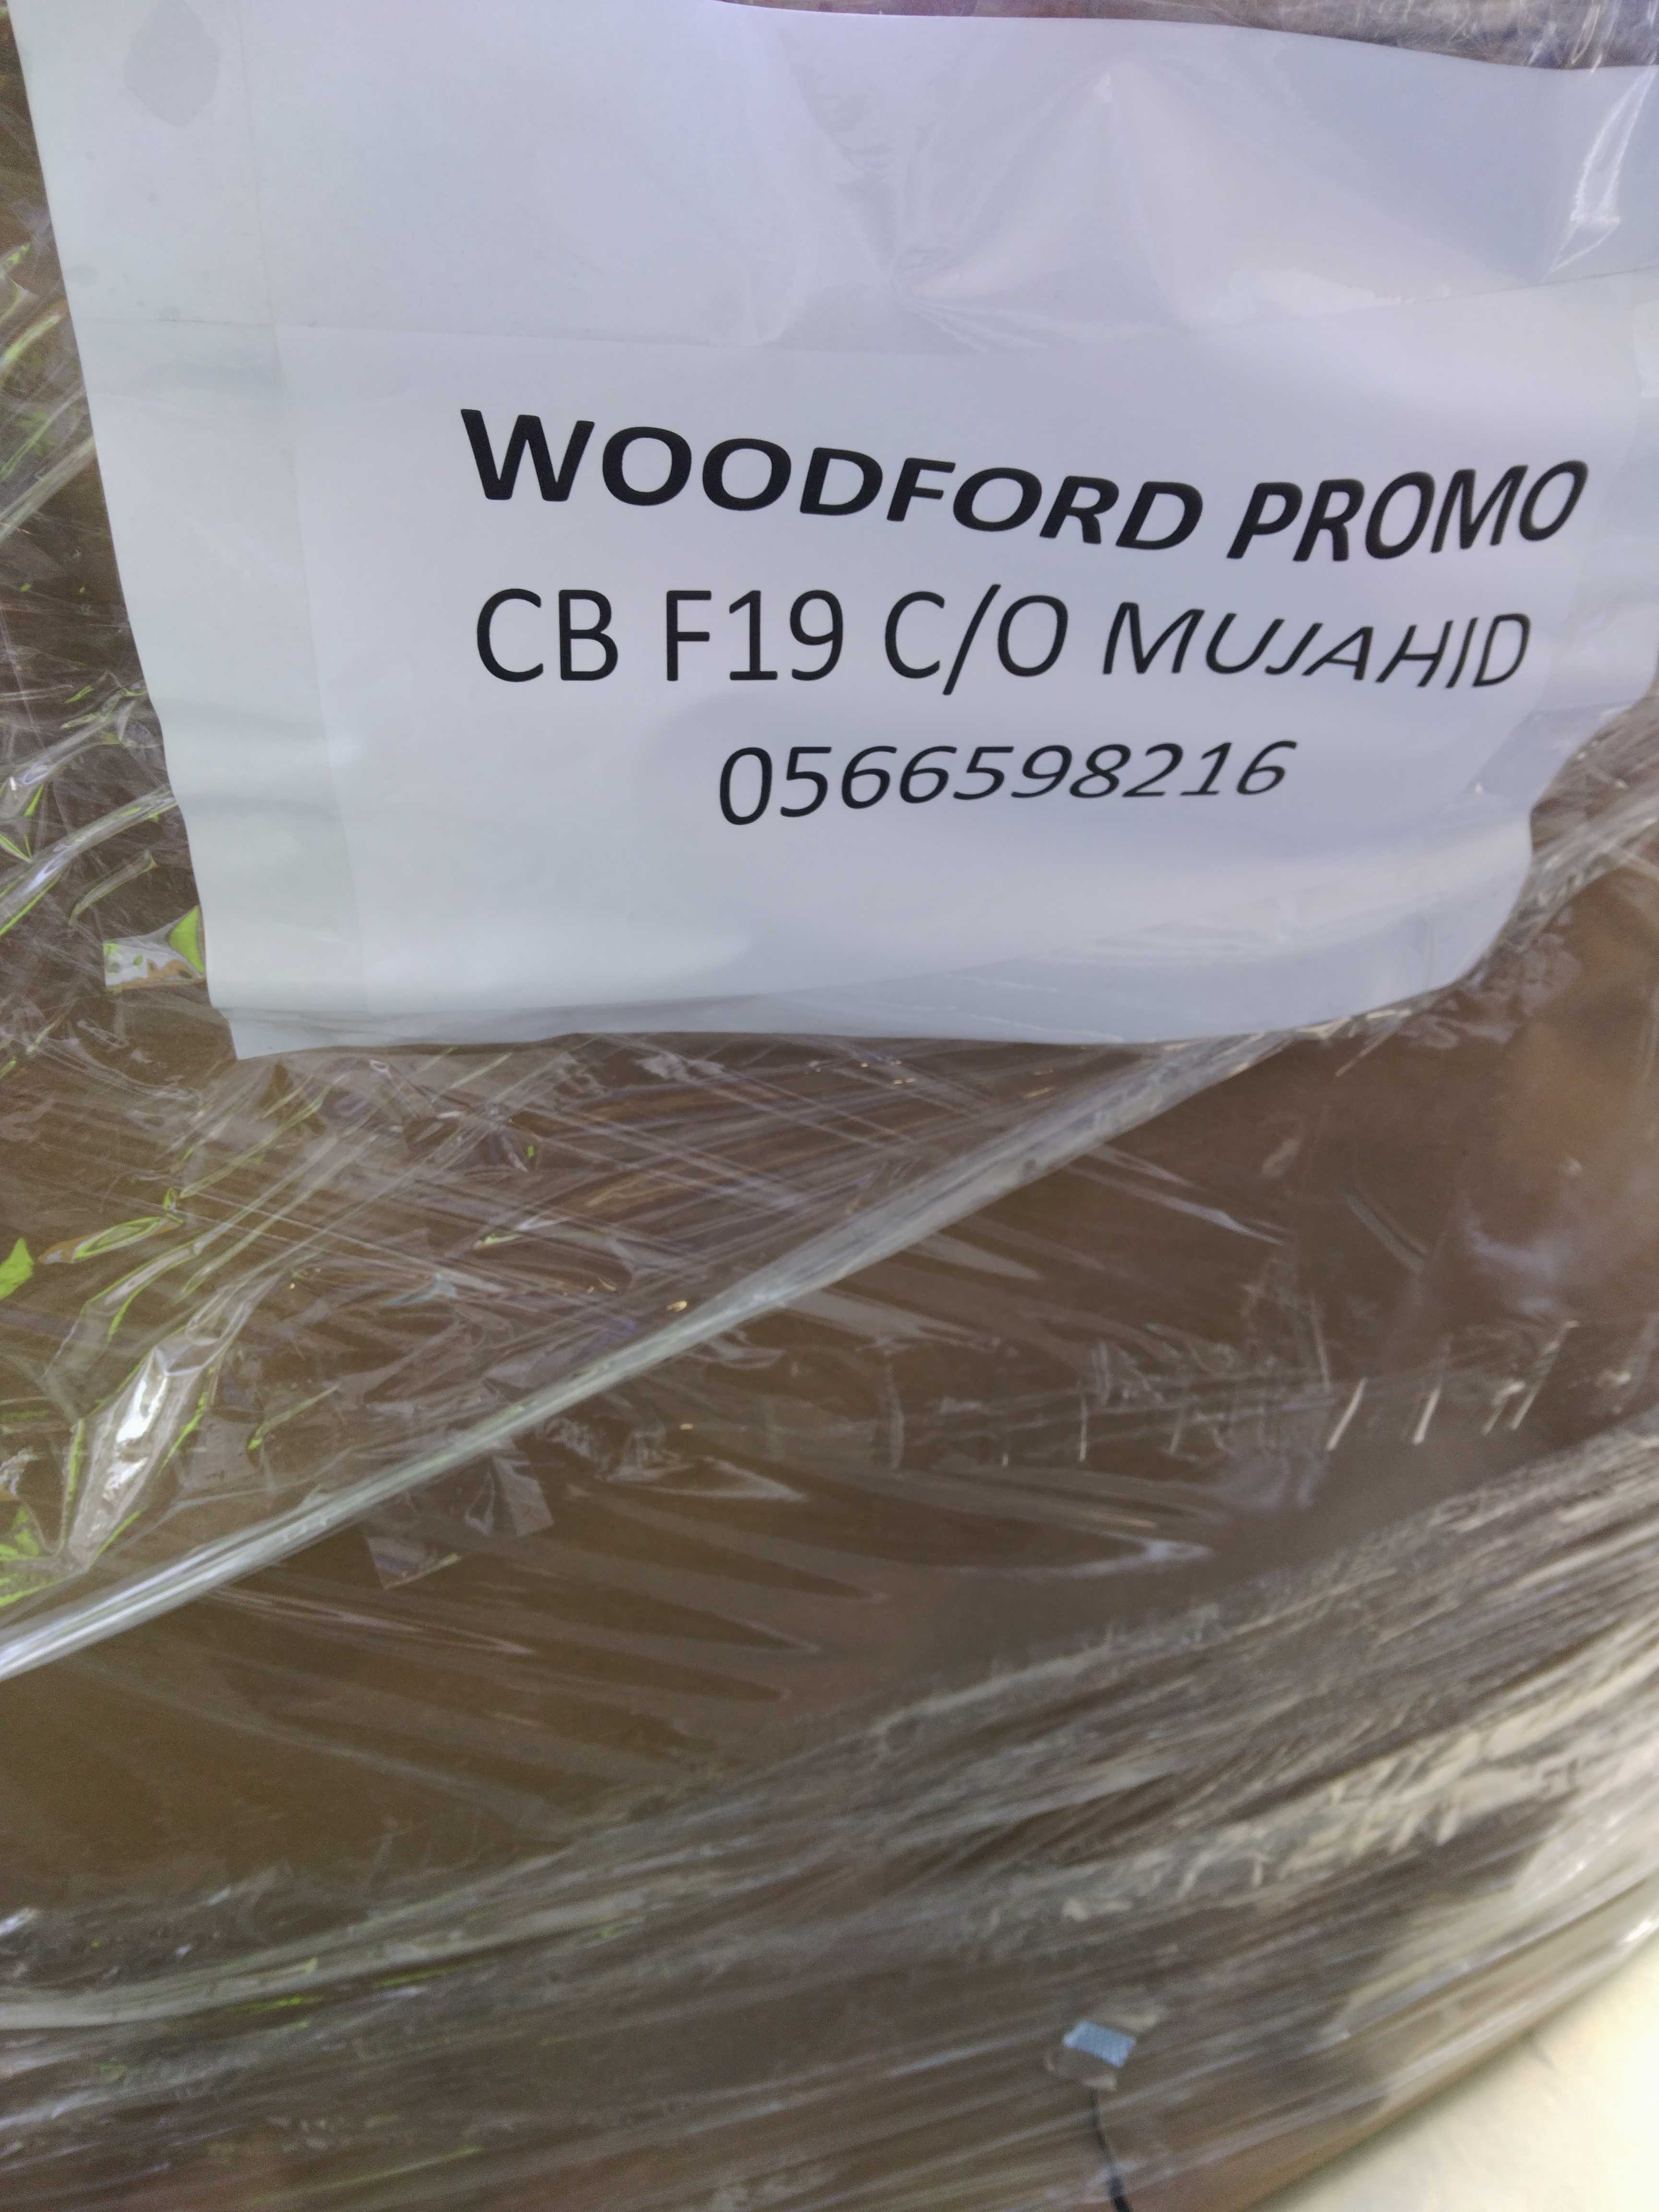 WOODFORD PROMO
CB F19 C/O MUJAHID
0566598216